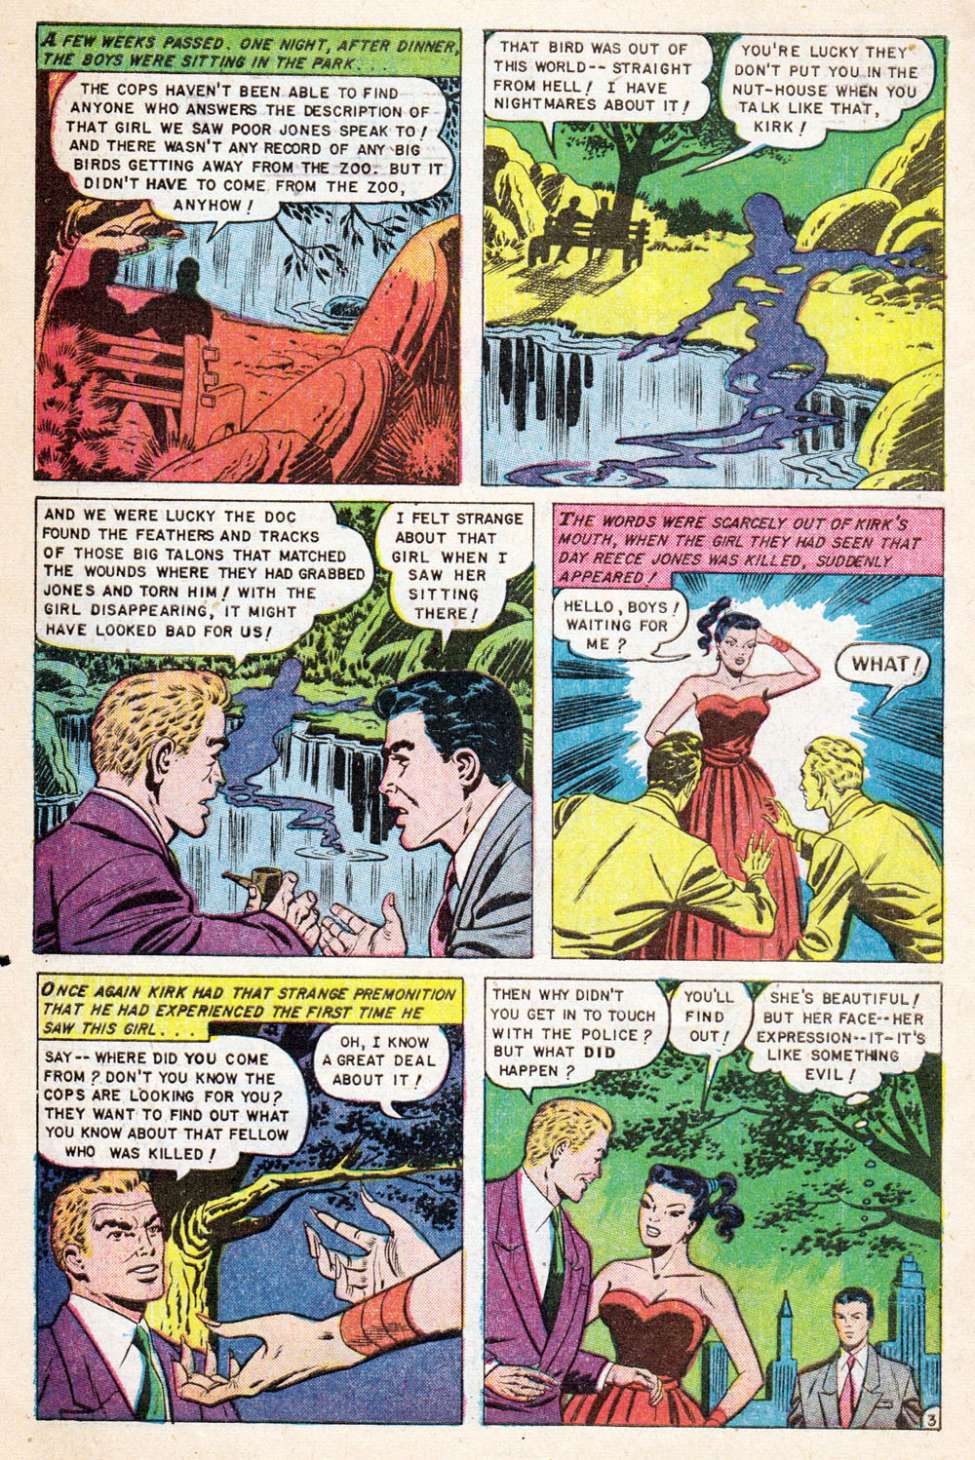 A FEW WEEKS PASSED. ONE NIGHT, AFTER DINNER,
THE BOYS WERE SITTING IN THE PARK. . .
THE COPS HAVEN'T BEEN ABLE TO FIND
ANYONE WHO ANSWERS THE DESCRIPTION OF
THAT GIRL WE SAW POOR JONES SPEAK TO!
AND THERE WASN'T ANY RECORD OF ANY BIG
BIRDS GETTING AWAY FROM THE ZOO. BUT IT
DIDN'T HAVE TO COME FROM THE ZOO,
ANYHOW!
THAT BIRD WAS OUT OF
THIS WORLD-- STRAIGHT
FROM HELL! I HAVE
NIGHTMARES ABOUT IT!
YOU'RE LUCKY THEY
DON'T PUT YOU IN THE
NUT-HOUSE WHEN YOU
TALK LIKE THAT,
KIRK!
AND WE WERE LUCKY THE DOC
FOUND THE FEATHERS AND TRACKS
OF THOSE BIG TALONS THAT MATCHED
THE WOUNDS WHERE THEY HAD GRABBED
JONES AND TORN HIM! WITH THE
GIRL DISAPPEARING, IT MIGHT
HAVE LOOKED BAD FOR US!
I FELT STRANGE
ABOUT THAT
GIRL WHEN I
SAW HER
SITTING
THERE!
THE WORDS WERE SCARCELY OUT OF KIRK'S
MOUTH, WHEN THE GIRL THEY HAD SEEN THAT
DAY REECE JONES WAS KILLED, SUDDENLY
APPEARED!
HELLO, BOYS!
WAITING FOR
ME?
WHAT!
ONCE AGAIN KIRK HAD THAT STRANGE PREMONITION
THAT HE HAD EXPERIENCED THE FIRST TIME HE
SAW THIS GIRL. . .
SAY-- WHERE DID YOU COME
FROM? DON'T YOU KNOW THE
COPS ARE LOOKING FOR YOU?
THEY WANT TO FIND OUT WHAT
YOU KNOW ABOUT THAT FELLOW
WHO WAS KILLED!
OH, I KNOW
A GREAT DEAL
ABOUT IT!
THEN WHY DIDN'T
YOU GET IN TO TOUCH
WITH THE POLICE?
BUT WHAT DID
HAPPEN?
YOU'LL
FIND
OUT!
SHE'S BEAUTIFUL!
BUT HER FACE--HER
EXPRESSION--IT-IT'S
LIKE SOMETHING
EVIL!
3